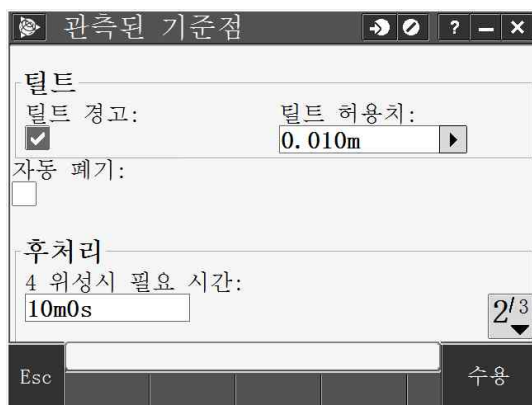 관측된 기준점
? – ×
틸트
틸트 경고: 틸트 허용치:
0.010m
자동 폐기:
후처리
4 위성시 필요 시간:
10m0s
2/3
Esc 수용